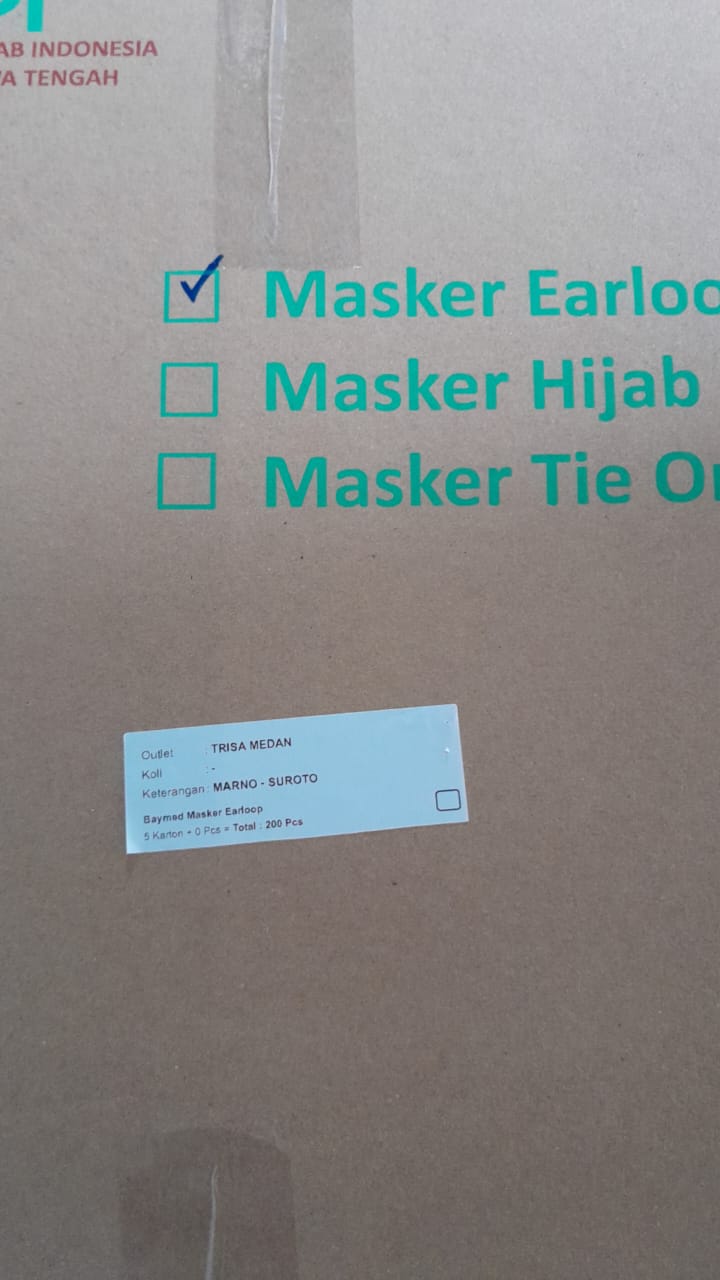 AB INDONESIA
A TENGAH
Masker Earloo
Masker Hijab
Masker Tie O
Outlet : TRISA MEDAN
Koli : -
Keterangan : MARNO - SUROTO
Baymed Masker Earloop
5 Karton + 0 Pcs = Total : 200 Pcs